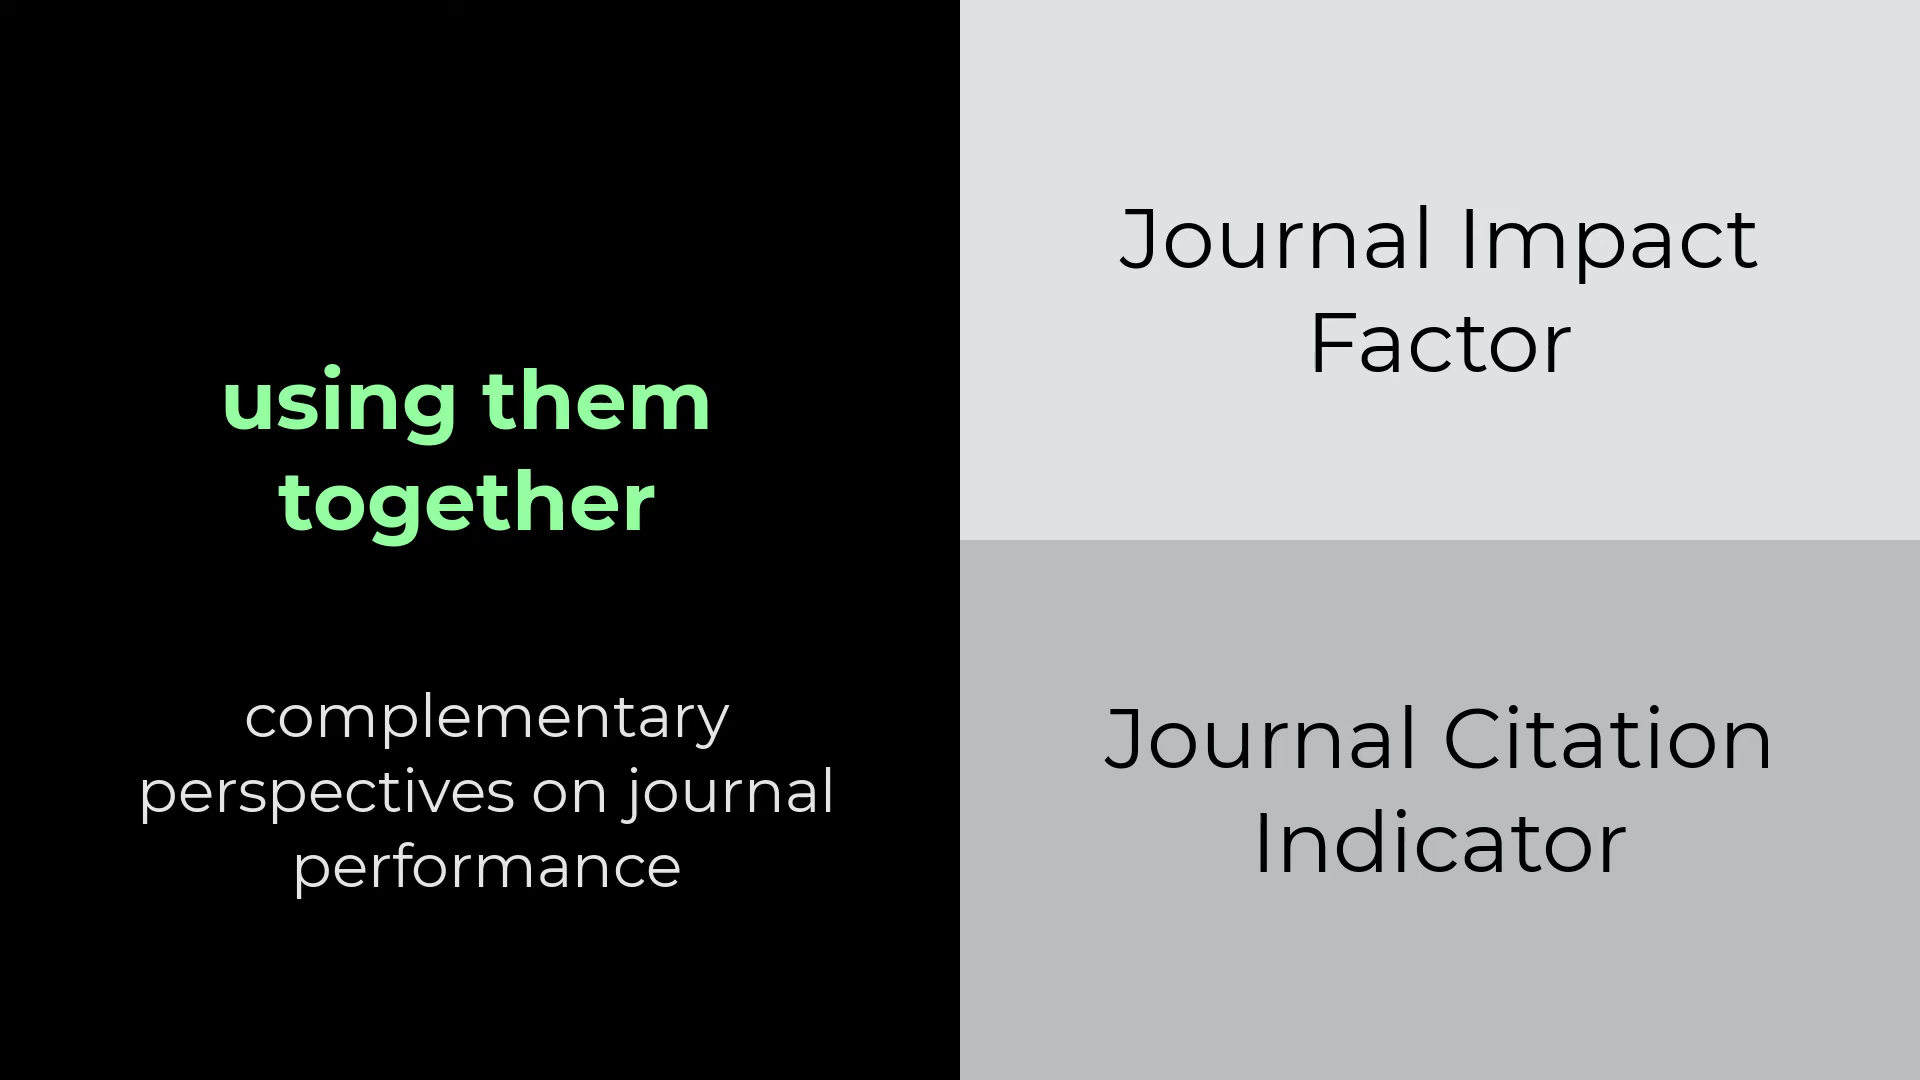 using them
together
complementary
perspectives on journal
performance
Journal Impact
Factor
Journal Citation
Indicator